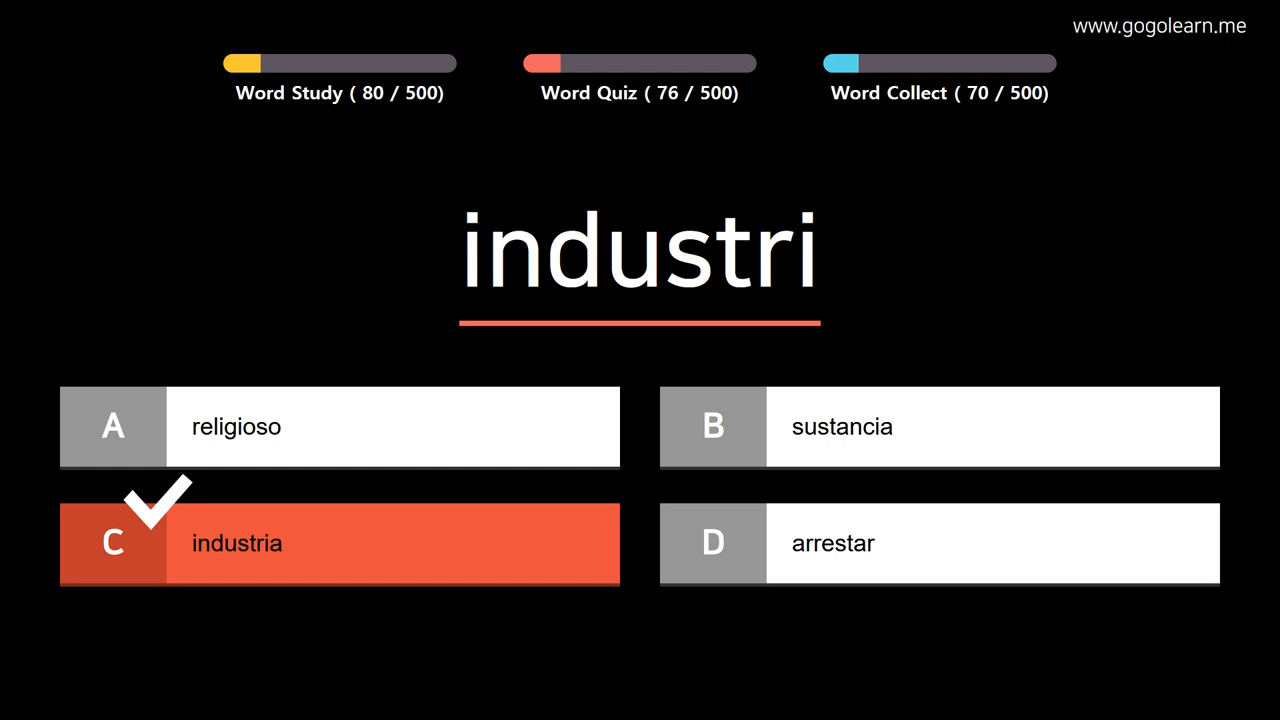 www.gogolearn.me
Word Study ( 80 / 500)
Word Quiz ( 76 / 500)
Word Collect ( 70 / 500)
industri
A
religioso
B
sustancia
C
industria
D
arrestar